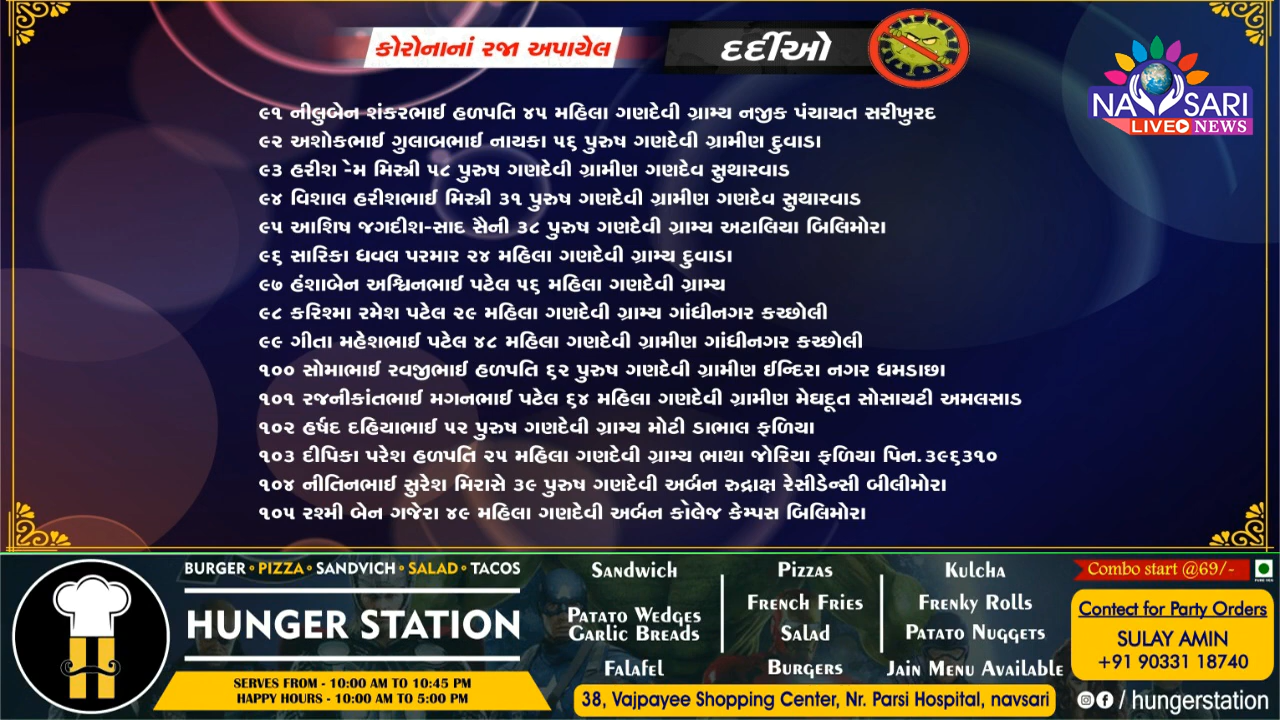 કોરોનાનાં રજા અપાયેલ દર્દીઓ
NAVSARI
LIVE NEWS
૯૧ નીલુબેન શંકરભાઈ હળપતિ ૪૫ મહિલા ગણદેવી ગ્રામ્ય નજીક પંચાયત સરીખુરદ
૯૨ અશોકભાઈ ગુલાબભાઈ નાયકા ૫૬ પુરુષ ગણદેવી ગ્રામીણ દુવાડા
૯૩ હરીશ -ેમ મિસ્ત્રી ૫૮ પુરુષ ગણદેવી ગ્રામીણ ગણદેવ સુથારવાડ
૯૪ વિશાલ હરીશભાઈ મિસ્ત્રી ૩૧ પુરુષ ગણદેવી ગ્રામીણ ગણદેવ સુથારવાડ
૯૫ આશિષ જગદીશ-સાદ સૈની ૩૮ પુરુષ ગણદેવી ગ્રામ્ય અટાલિયા બિલિમોરા
૯૬ સારિકા ધવલ પરમાર ૨૪ મહિલા ગણદેવી ગ્રામ્ય દુવાડા
૯૭ હંશાબેન અશ્વિનભાઈ પટેલ ૫૬ મહિલા ગણદેવી ગ્રામ્ય
૯૮ કરિશ્મા રમેશ પટેલ ૨૯ મહિલા ગણદેવી ગ્રામ્ય ગાંધીનગર કચ્છોલી
૯૯ ગીતા મહેશભાઈ પટેલ ૪૮ મહિલા ગણદેવી ગ્રામીણ ગાંધીનગર કચ્છોલી
૧૦૦ સોમાભાઈ રવજીભાઈ હળપતિ ૬૨ પુરુષ ગણદેવી ગ્રામીણ ઈન્દિરા નગર ધમડાછા
૧૦૧ રજનીકાંતભાઈ મગનભાઈ પટેલ ૬૪ મહિલા ગણદેવી ગ્રામીણ મેઘદૂત સોસાયટી અમલસાડ
૧૦૨ હર્ષદ દહિયાભાઈ ૫૨ પુરુષ ગણદેવી ગ્રામ્ય મોટી ડાભાલ ફળિયા
૧૦૩ દીપિકા પરેશ હળપતિ ૨૫ મહિલા ગણદેવી ગ્રામ્ય ભાથા જોરિયા ફળિયા પિન.૩૯૬૩૧૦
૧૦૪ નીતિનભાઈ સુરેશ મિરાસે ૩૯ પુરુષ ગણદેવી અર્બન રુદ્રાક્ષ રેસીડેન્સી બીલીમોરા
૧૦૫ રશ્મી બેન ગજેરા ૪૯ મહિલા ગણદેવી અર્બન કોલેજ કેમ્પસ બિલિમોરા
BURGER • PIZZA • SANDVICH • SALAD • TACOS
HUNGER STATION
SERVES FROM - 10:00 AM TO 10:45 PM
HAPPY HOURS - 10:00 AM TO 5:00 PM
Sandwich
Patato Wedges
Garlic Breads
Falafel
Pizzas
French Fries
Salad
Burgers
Kulcha
Frenky Rolls
Patato Nuggets
Jain Menu Available
38, Vajpayee Shopping Center, Nr. Parsi Hospital, navsari
Combo start @69/-
PURE VEG
Contect for Party Orders
SULAY AMIN
+91 90331 18740
/ hungerstation